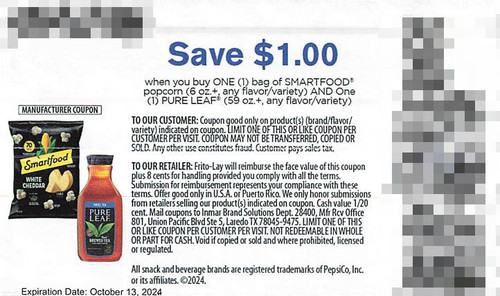 Save $1.00
when you buy ONE (1) bag of SMARTFOOD®
popcorn (6 oz.+, any flavor/variety) AND One
(1) PURE LEAF® (59 oz.+, any flavor/variety)
MANUFACTURER COUPON
TO OUR CUSTOMER: Coupon good only on product(s) (brand/flavor/
variety) indicated on coupon. LIMIT ONE OF THIS OR LIKE COUPON PER
CUSTOMER PER VISIT. COUPON MAY NOT BE TRANSFERRED, COPIED OR
SOLD. Any other use constitutes fraud. Customer pays sales tax.
TO OUR RETAILER: Frito-Lay will reimburse the face value of this coupon
plus 8 cents for handling provided you comply with all the terms.
Submission for reimbursement represents your compliance with these
terms. Offer good only in U.S.A. or Puerto Rico. We only honor submissions
from retailers selling our product(s) indicated on coupon. Cash value 1/20
cent. Mail coupons to Inmar Brand Solutions Dept. 28400, Mfr Rcv Office
801, Union Pacific Blvd Ste 5, Laredo TX 78045-9475. LIMIT ONE OF THIS
OR LIKE COUPON PER CUSTOMER PER VISIT. NOT REDEEMABLE IN WHOLE
OR PART FOR CASH. Void if copied or sold and where prohibited, licensed
or regulated.
All snack and beverage brands are registered trademarks of PepsiCo, Inc.
or its affiliates. ©2024.
Smartfood
WHITE
CHEDDAR
PURE
LEAF
BREWED TEA
Expiration Date: October 13, 2024